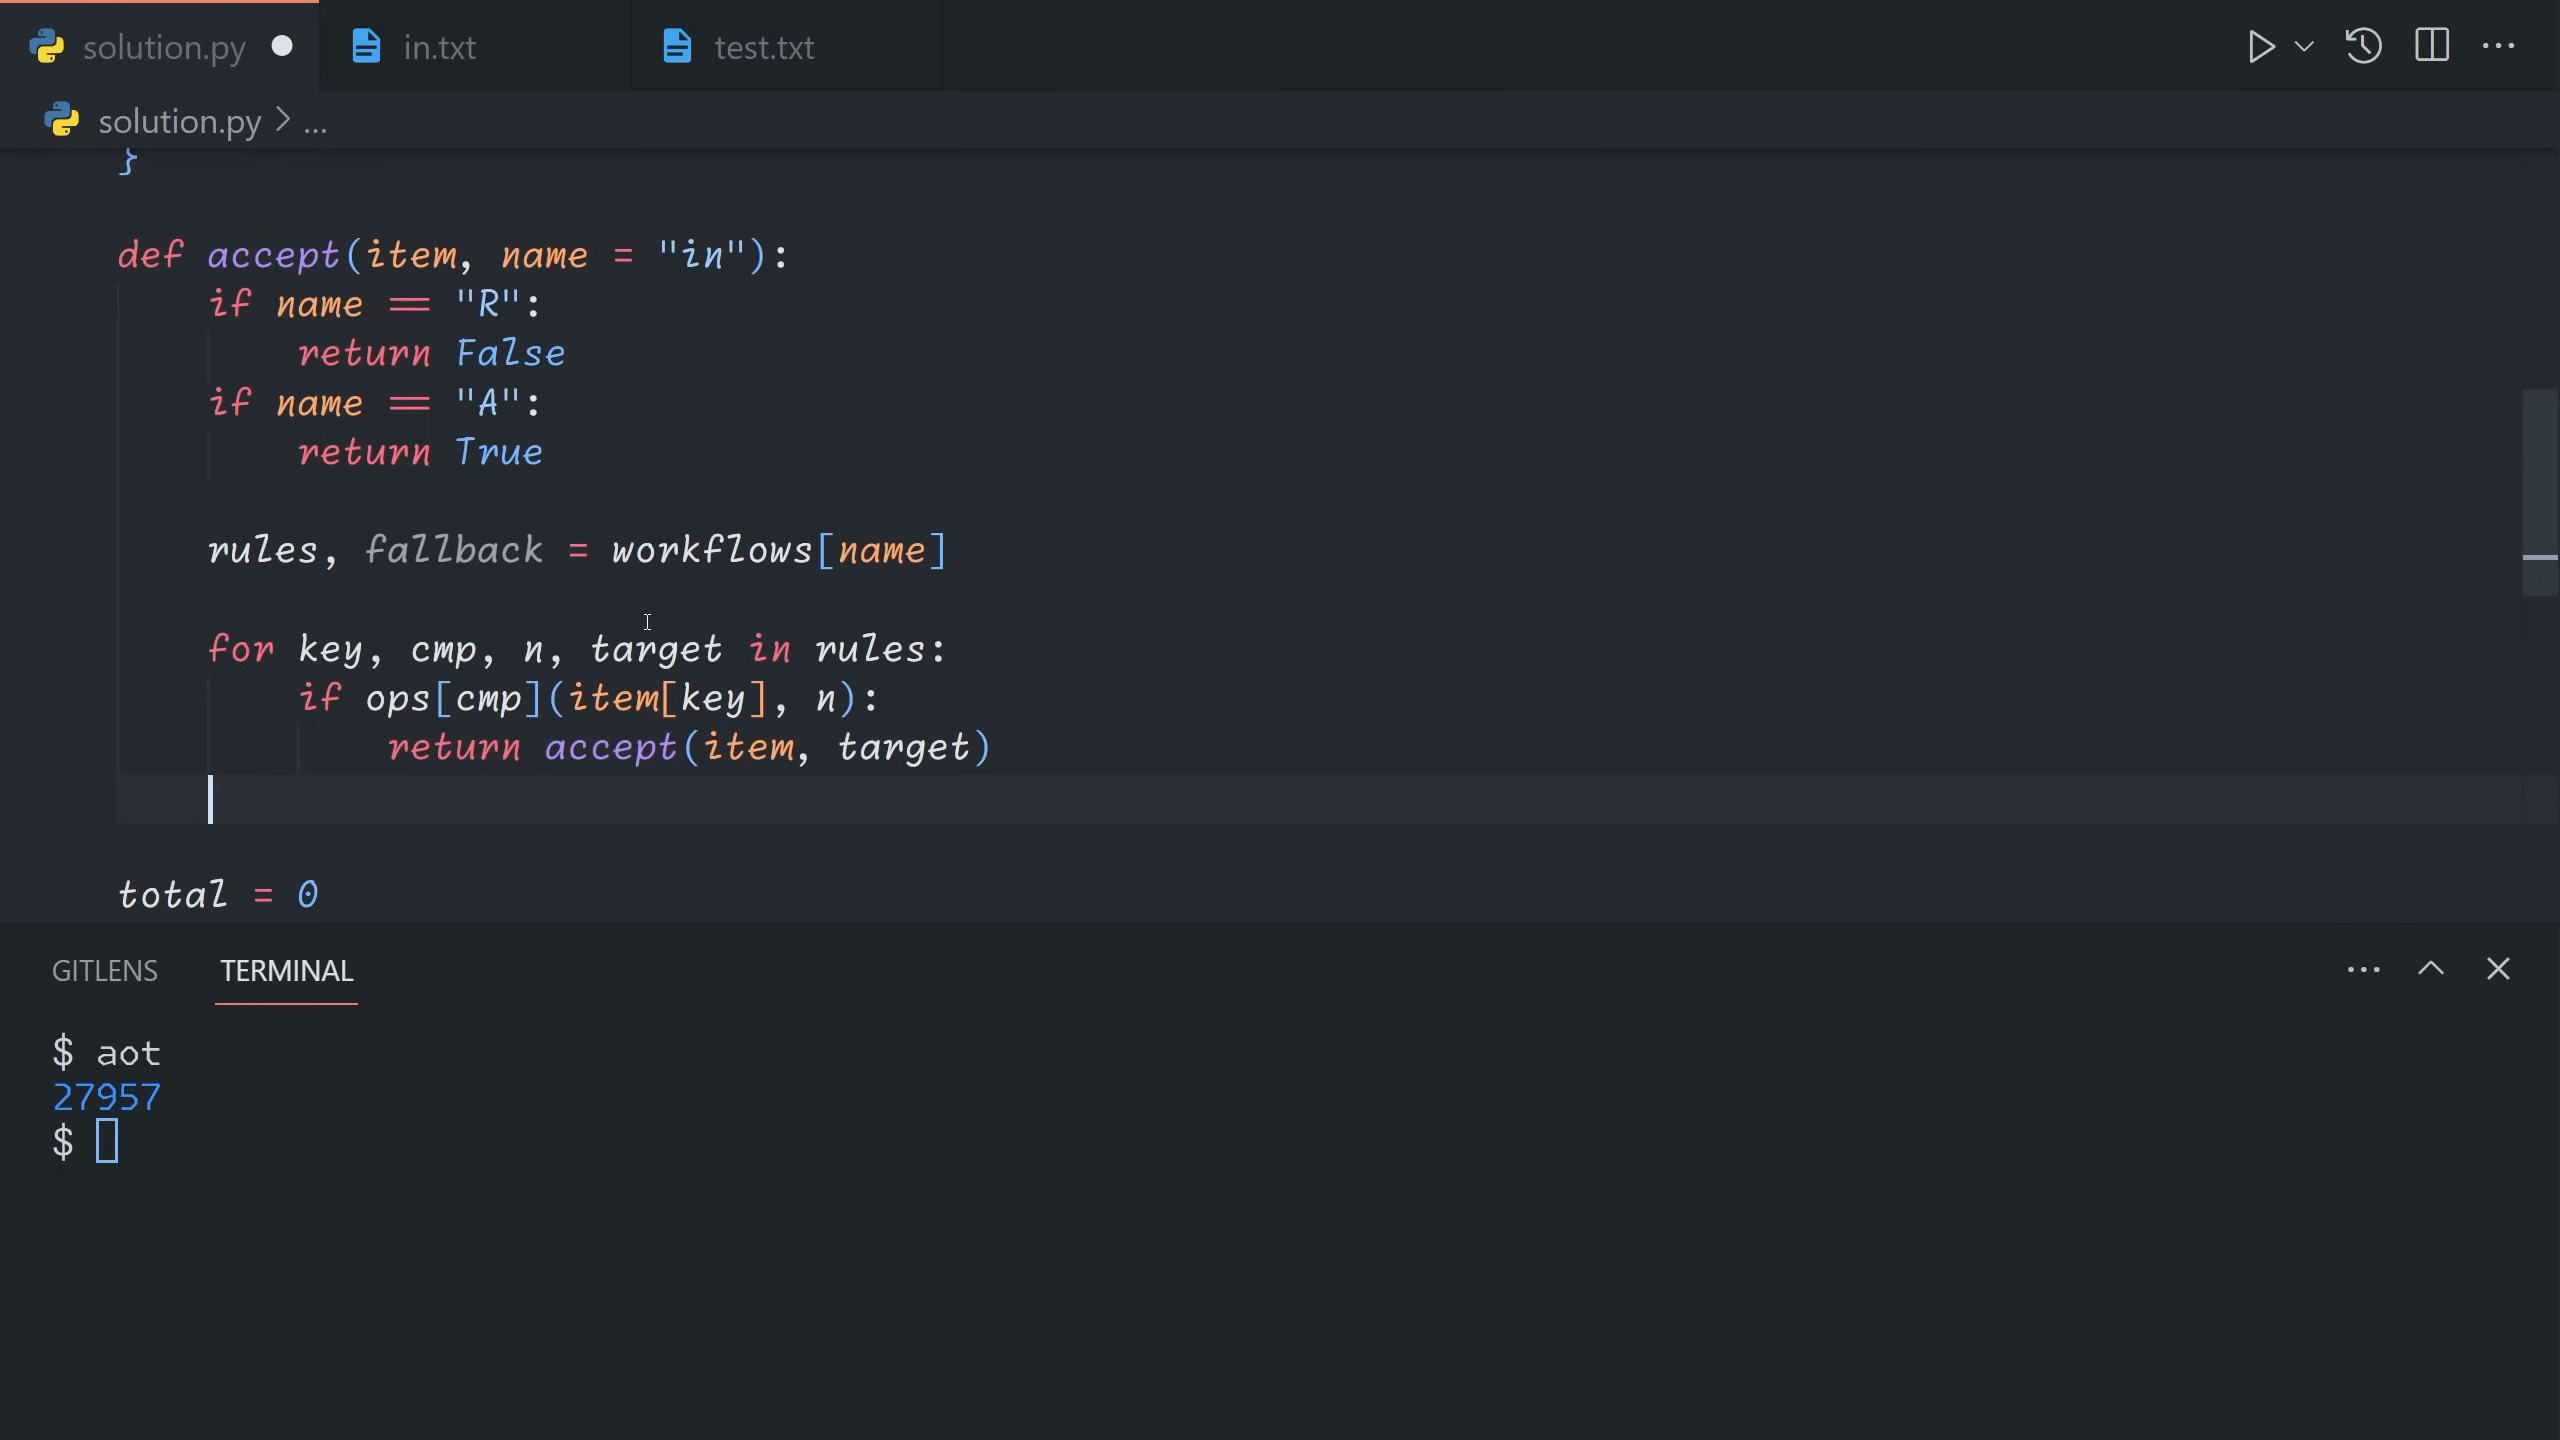 solution.py in.txt test.txt
solution.py > ...
}
def accept(item, name = "in"):
if name == "R":
return False
if name == "A":
return True
rules, fallback = workflows[name]
for key, cmp, n, target in rules:
if ops[cmp](item[key], n):
return accept(item, target)
total = 0
GITLENS TERMINAL
$ aot
27957
$